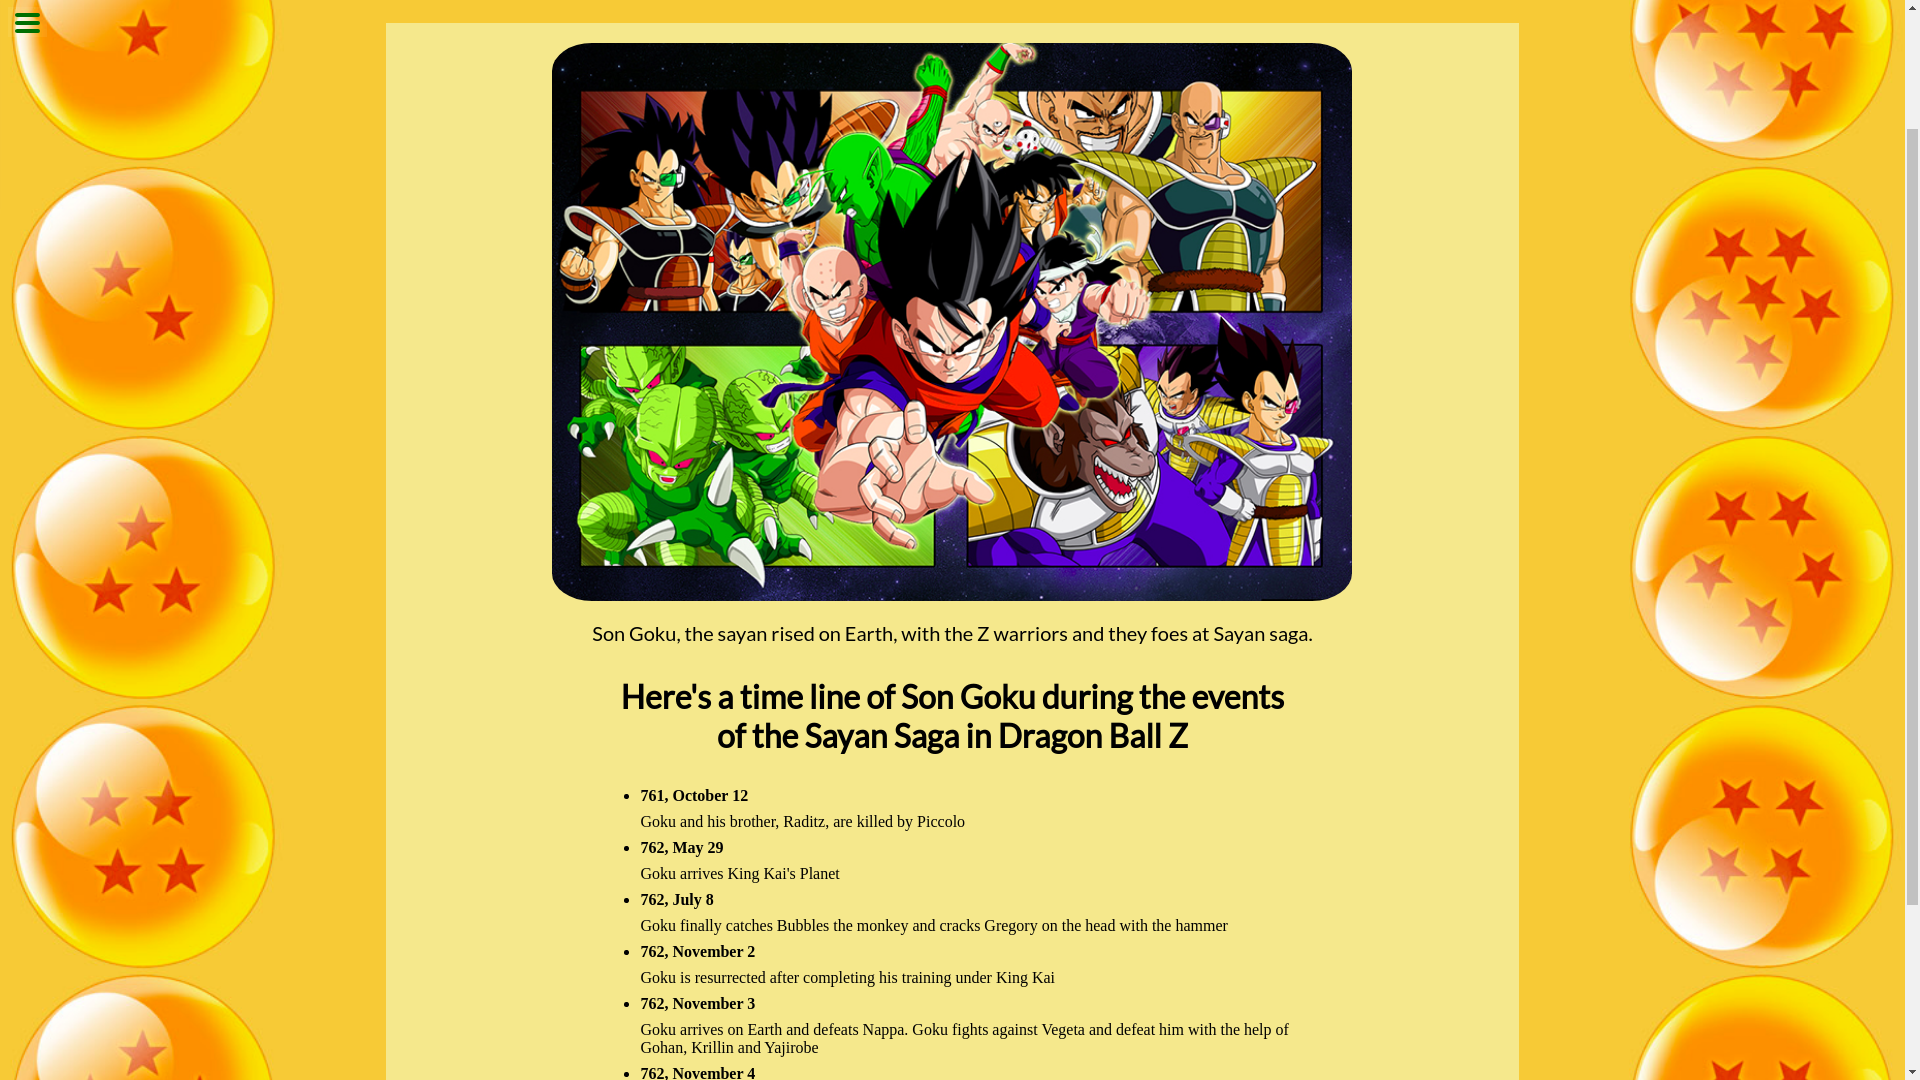 Son Goku, the sayan rised on Earth, with the Z warriors and they foes at Sayan saga.
Here's a time line of Son Goku during the events
of the Sayan Saga in Dragon Ball Z
761, October 12
Goku and his brother, Raditz, are killed by Piccolo
762, May 29
Goku arrives King Kai's Planet
762, July 8
Goku finally catches Bubbles the monkey and cracks Gregory on the head with the hammer
762, November 2
Goku is resurrected after completing his training under King Kai
762, November 3
Goku arrives on Earth and defeats Nappa. Goku fights against Vegeta and defeat him with the help of
Gohan, Krillin and Yajirobe
762, November 4